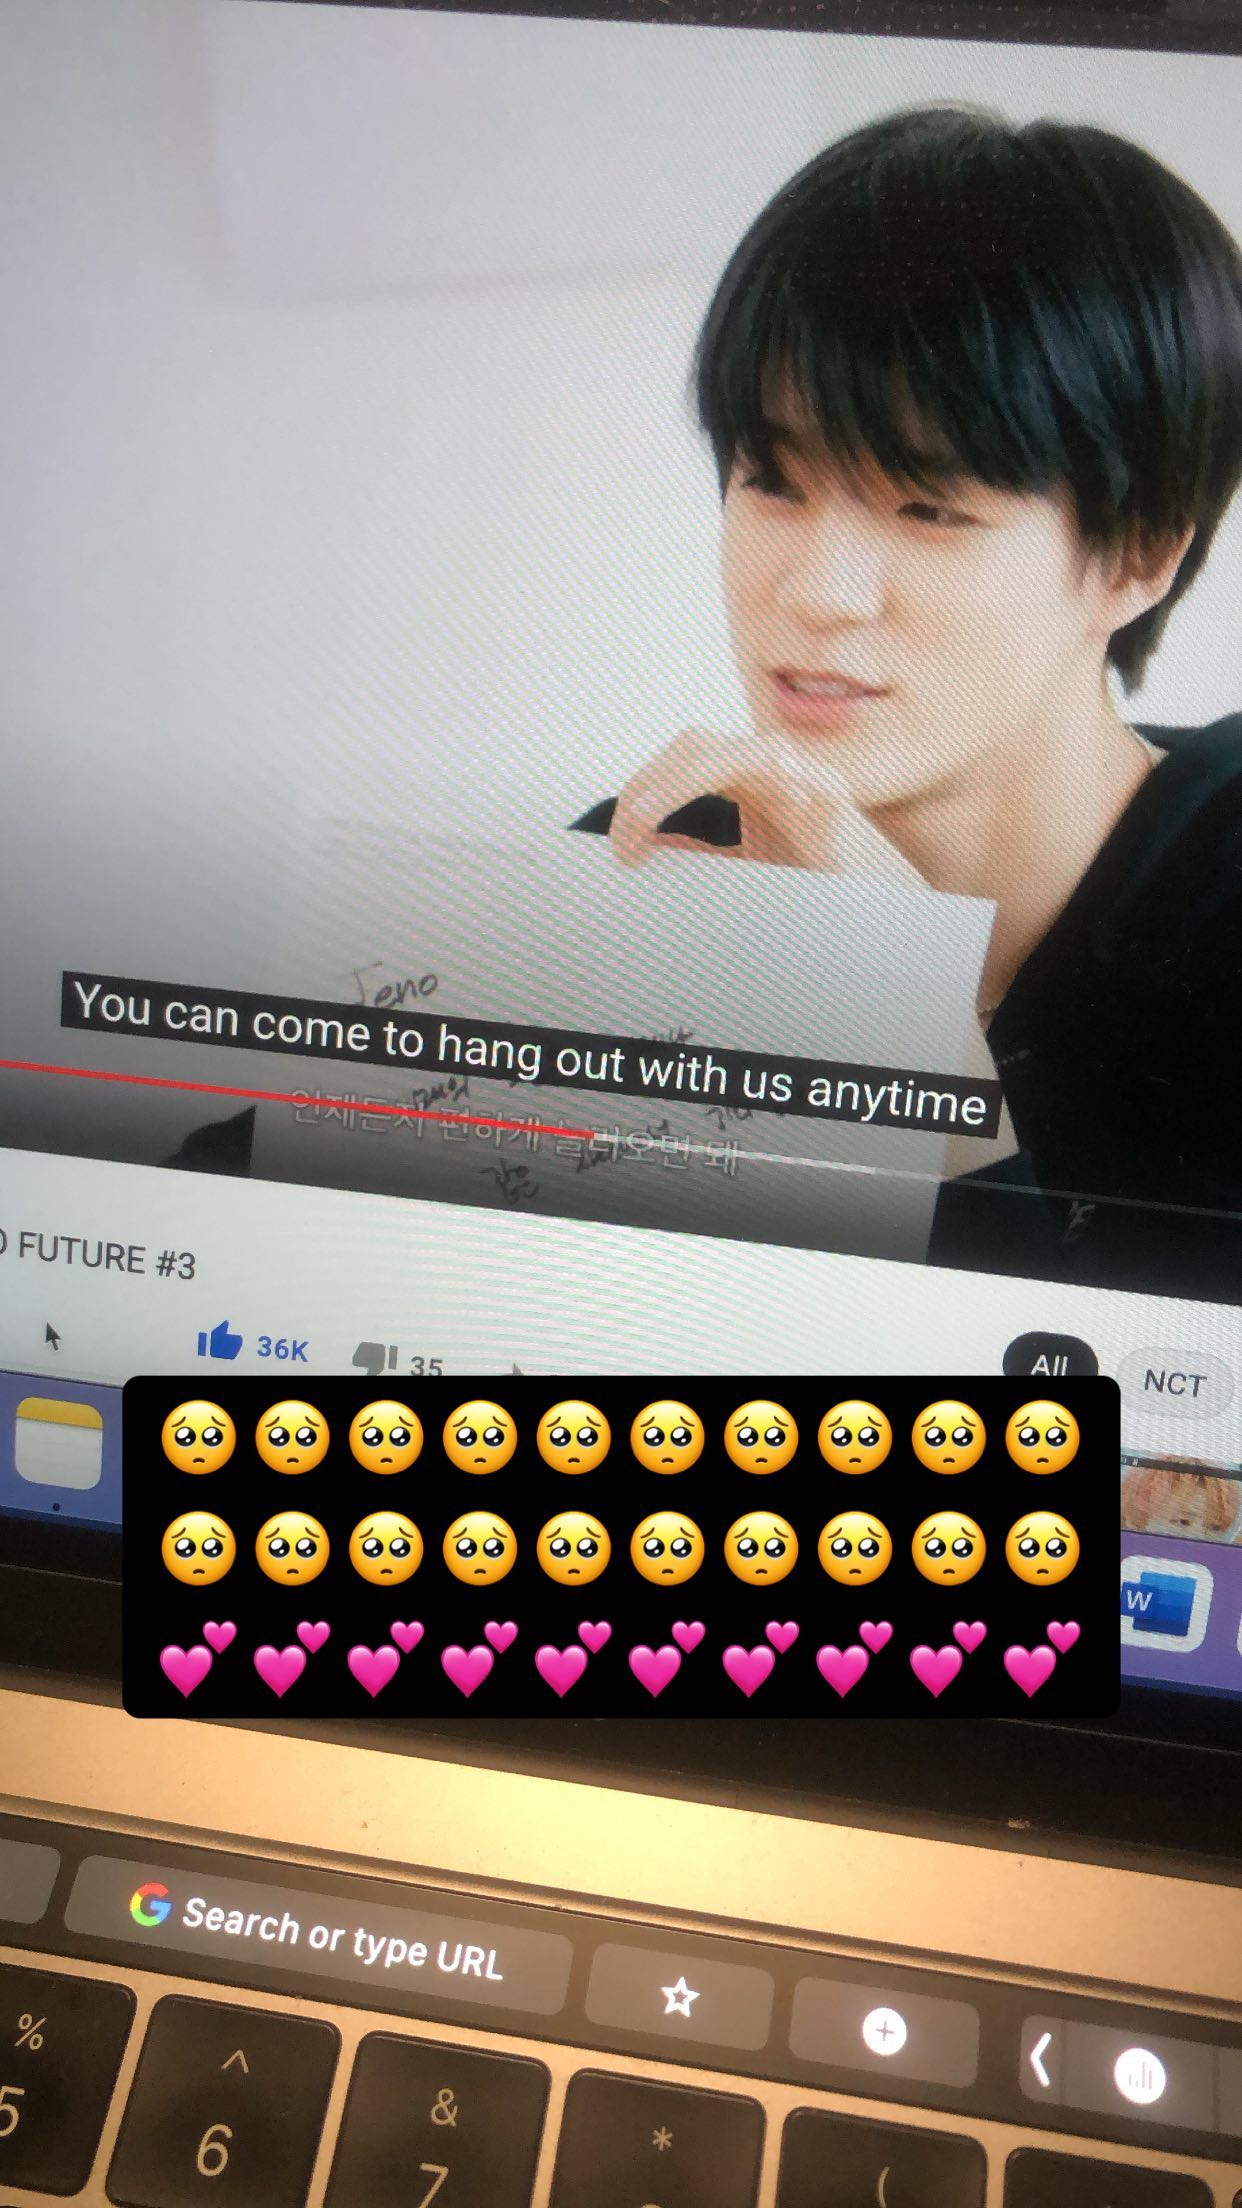 Jeno
You can come to hang out with us anytime
언제든지 편하게 놀러오면 돼
FUTURE #3
36K
35
All
NCT
🥺🥺🥺🥺🥺🥺🥺🥺🥺🥺
🥺🥺🥺🥺🥺🥺🥺🥺🥺🥺
💕💕💕💕💕💕💕💕💕💕
W
G Search or type URL
% ^ & * (
5 6 7